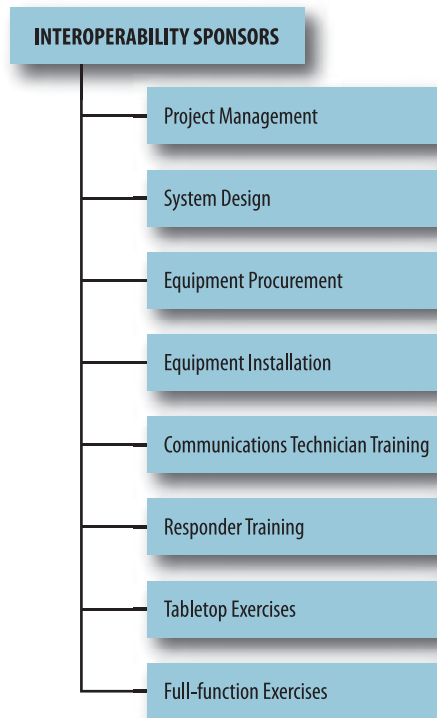 INTEROPERABILITY SPONSORS
Project Management
System Design
Equipment Procurement
Equipment Installation
Communications Technician Training
Responder Training
Tabletop Exercises
Full-function Exercises